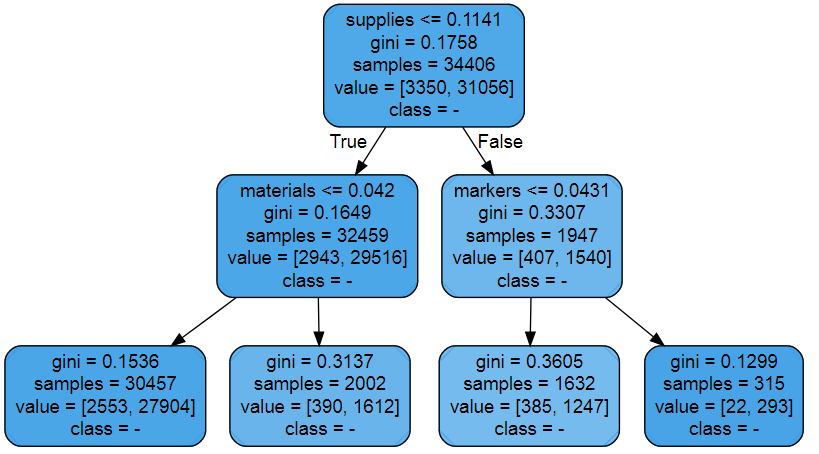 supplies <= 0.1141
gini = 0.1758
samples = 34406
value = [3350, 31056]
class = -
True
False
materials <= 0.042
gini = 0.1649
samples = 32459
value = [2943, 29516]
class = -
markers <= 0.0431
gini = 0.3307
samples = 1947
value = [407, 1540]
class = -
gini = 0.1536
samples = 30457
value = [2553, 27904]
class = -
gini = 0.3137
samples = 2002
value = [390, 1612]
class = -
gini = 0.3605
samples = 1632
value = [385, 1247]
class = -
gini = 0.1299
samples = 315
value = [22, 293]
class = -